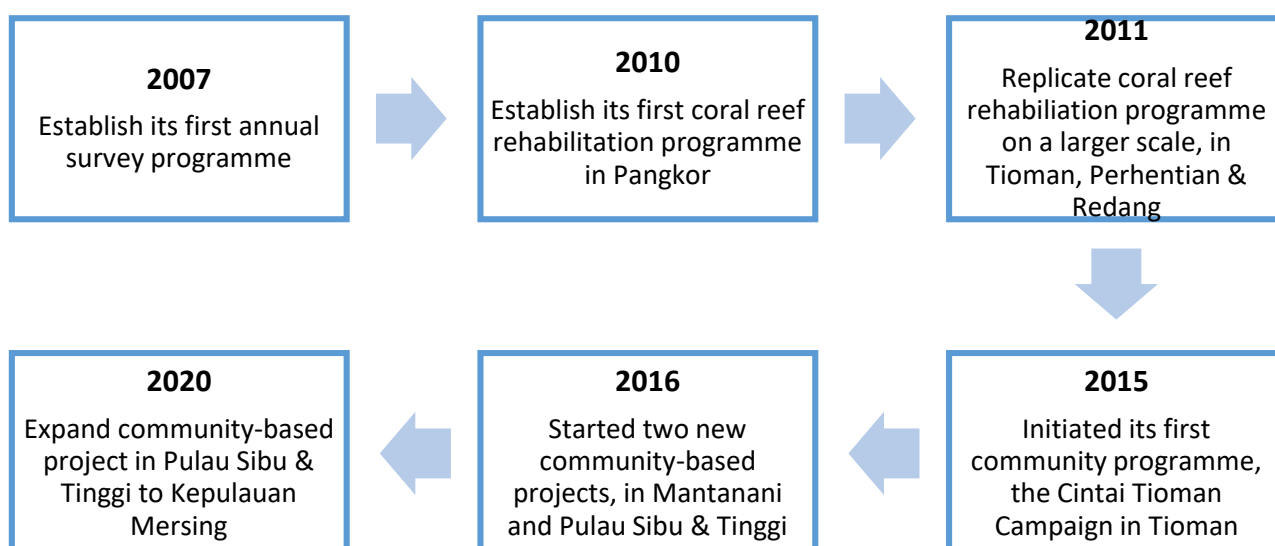 2007
Establish its first annual
survey programme
2010
Establish its first coral reef
rehabilitation programme
in Pangkor
2011
Replicate coral reef
rehabiliation programme
on a larger scale, in
Tioman, Perhentian &
Redang
2015
Initiated its first
community programme,
the Cintai Tioman
Campaign in Tioman
2016
Started two new
community-based
projects, in Mantanani
and Pulau Sibu & Tinggi
2020
Expand community-based
project in Pulau Sibu &
Tinggi to Kepulauan
Mersing